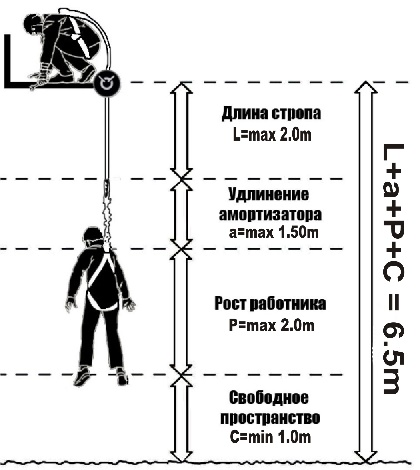 Длина стропа
L=max 2.0m
Удлинение
амортизатора
a=max 1.50m
Рост работника
P=max 2.0m
Свободное
пространство
C=min 1.0m
L+a+P+C = 6.5m